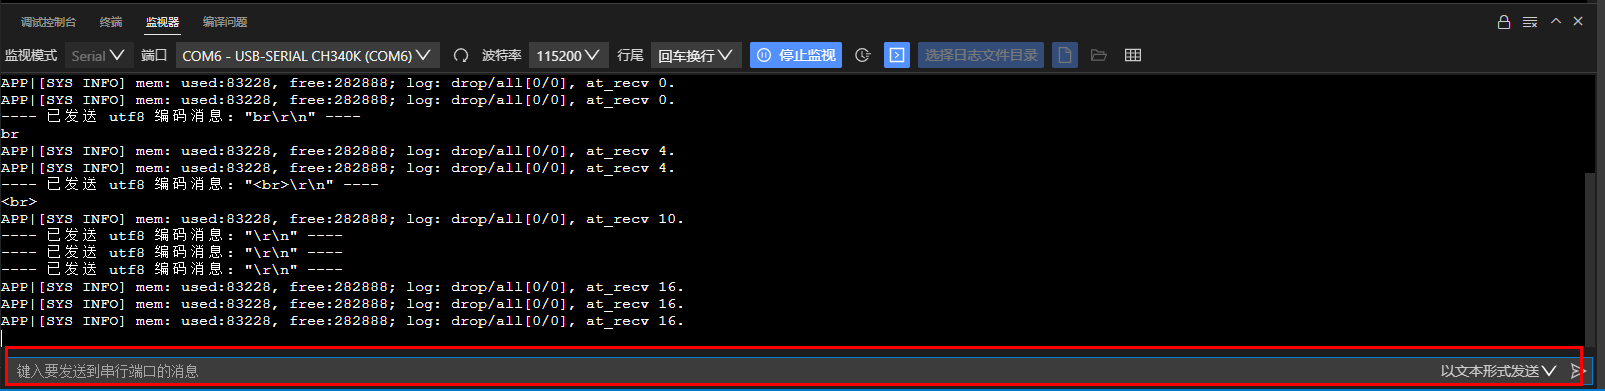 调试控制台 终端 监视器 编译问题
监视模式 Serial 端口 COM6 - USB-SERIAL CH340K (COM6) 波特率 115200 行尾 回车换行 停止监视 选择日志文件目录
APP|[SYS INFO] mem: used:83228, free:282888; log: drop/all[0/0], at_recv 0.
APP|[SYS INFO] mem: used:83228, free:282888; log: drop/all[0/0], at_recv 0.
---- 已发送 utf8 编码消息: "br\r\n" ----
br
APP|[SYS INFO] mem: used:83228, free:282888; log: drop/all[0/0], at_recv 4.
APP|[SYS INFO] mem: used:83228, free:282888; log: drop/all[0/0], at_recv 4.
---- 已发送 utf8 编码消息: "<br>\r\n" ----
<br>
APP|[SYS INFO] mem: used:83228, free:282888; log: drop/all[0/0], at_recv 10.
---- 已发送 utf8 编码消息: "\r\n" ----
---- 已发送 utf8 编码消息: "\r\n" ----
---- 已发送 utf8 编码消息: "\r\n" ----
APP|[SYS INFO] mem: used:83228, free:282888; log: drop/all[0/0], at_recv 16.
APP|[SYS INFO] mem: used:83228, free:282888; log: drop/all[0/0], at_recv 16.
APP|[SYS INFO] mem: used:83228, free:282888; log: drop/all[0/0], at_recv 16.
键入要发送到串行端口的消息 以文本形式发送